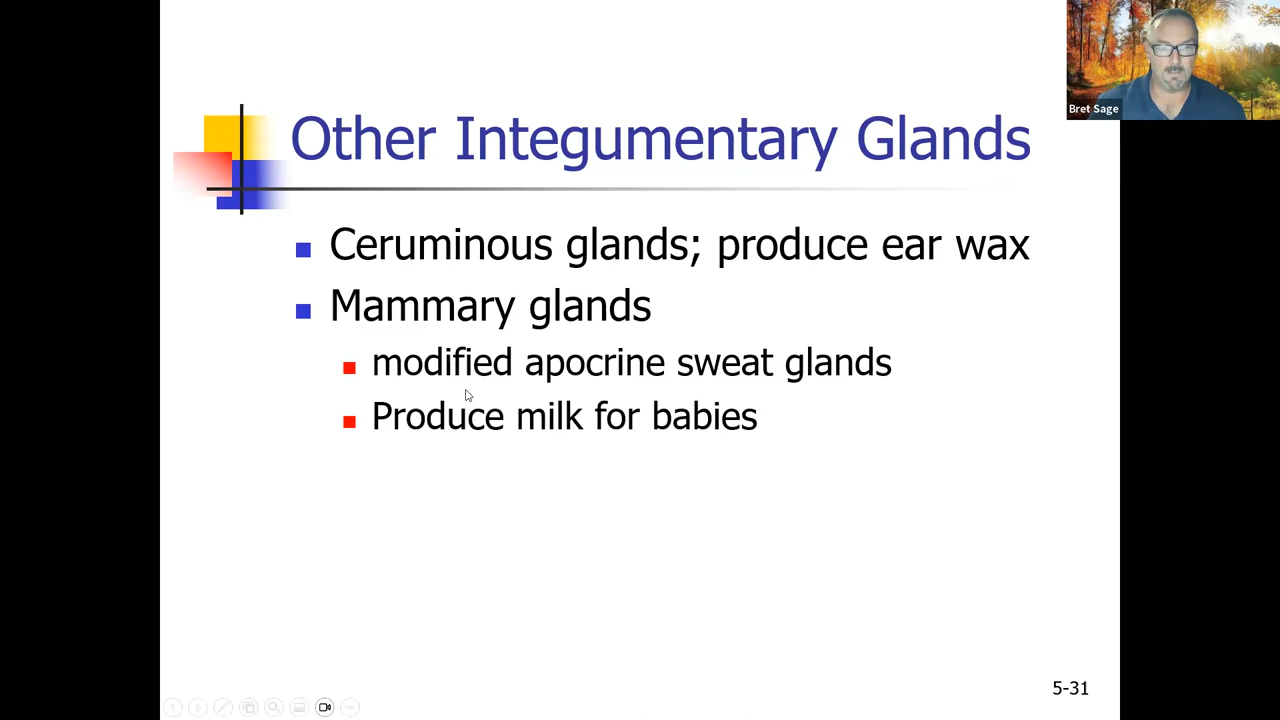 Bret Sage
Other Integumentary Glands
Ceruminous glands; produce ear wax
Mammary glands
modified apocrine sweat glands
Produce milk for babies
5-31